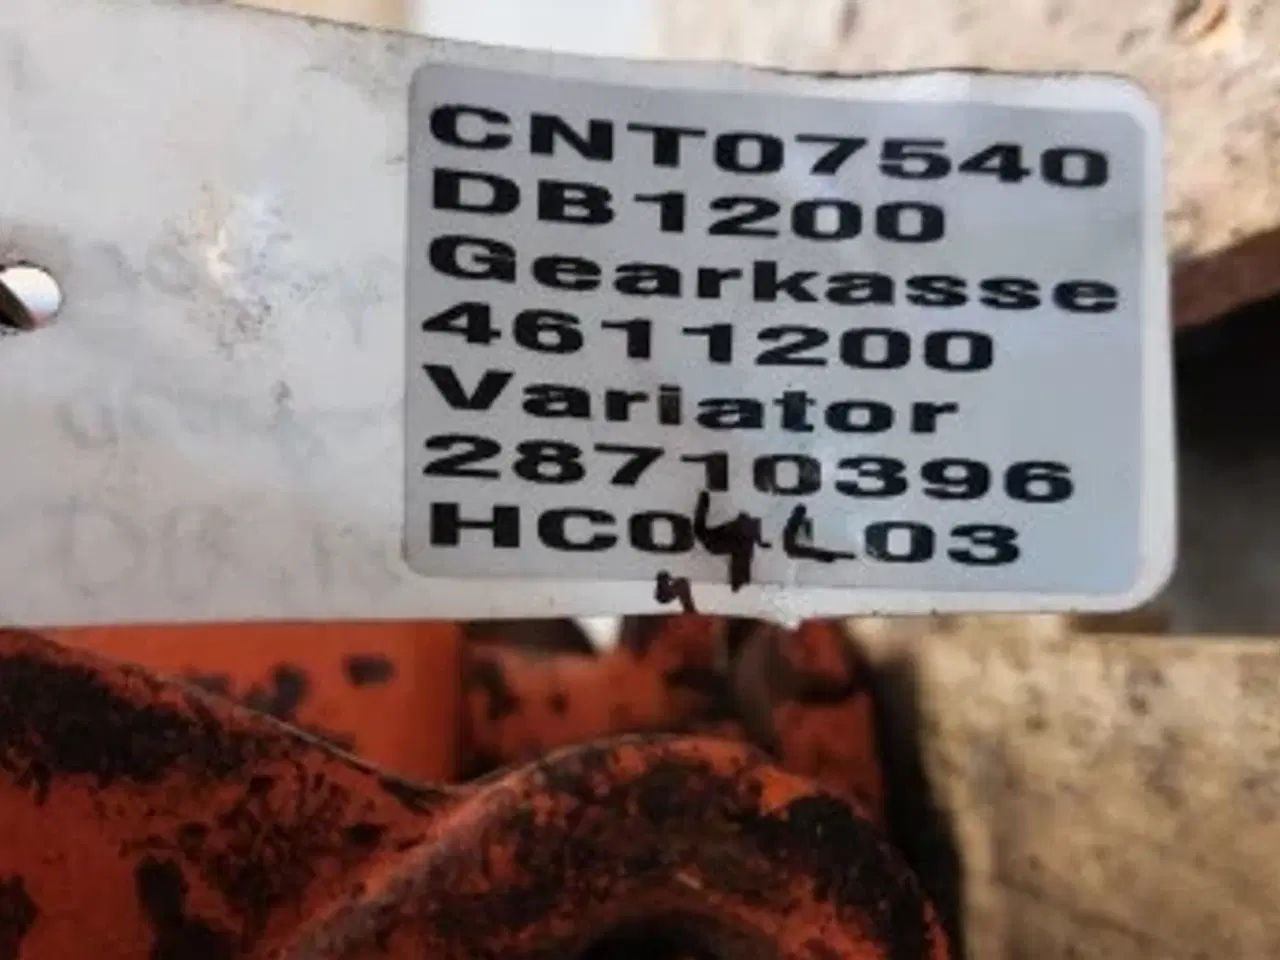 CNT07540
DB1200
Gearkasse
4611200
Variator
28710396
HC04L03